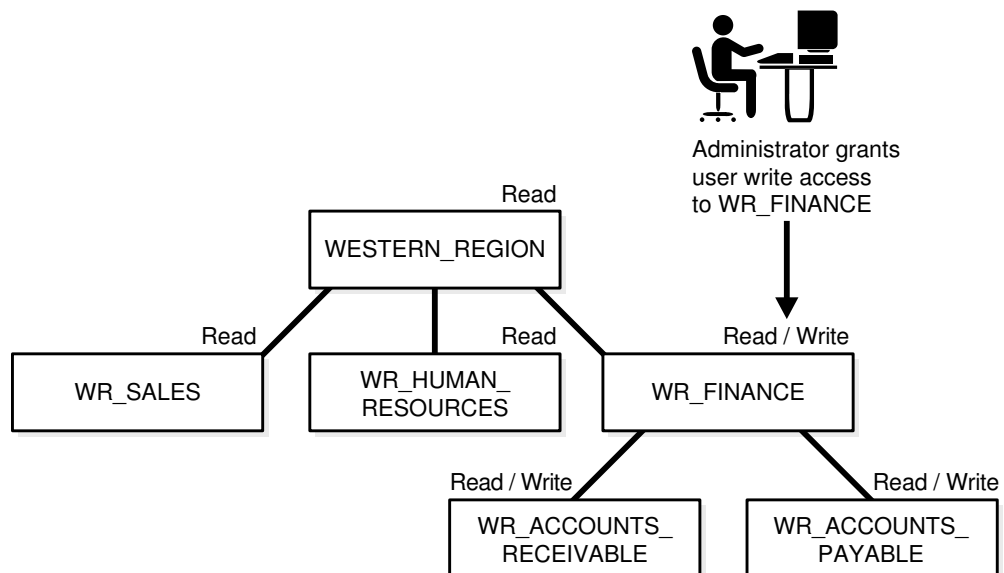 Administrator grants
user write access
to WR_FINANCE
Read
WESTERN_REGION
Read
Read
Read / Write
WR_SALES
WR_HUMAN_
RESOURCES
WR_FINANCE
Read / Write
Read / Write
WR_ACCOUNTS_
RECEIVABLE
WR_ACCOUNTS_
PAYABLE